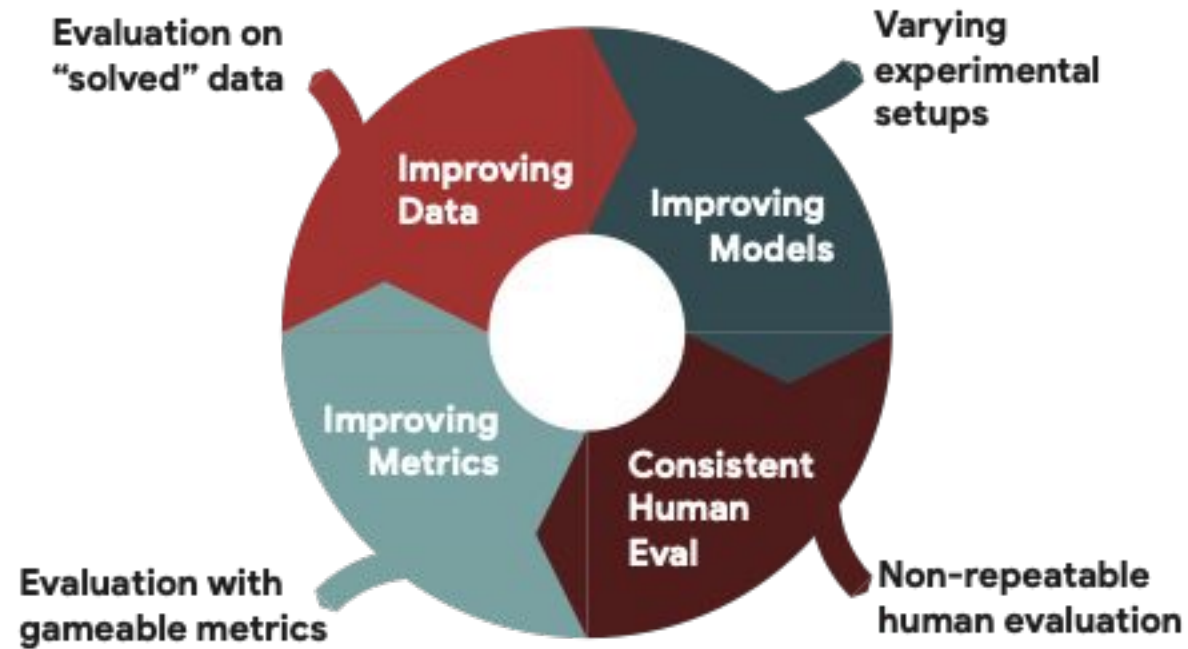 Evaluation on
“solved” data
Varying
experimental
setups
Improving
Data
Improving
Models
Improving
Metrics
Consistent
Human
Eval
Evaluation with
gameable metrics
Non-repeatable
human evaluation